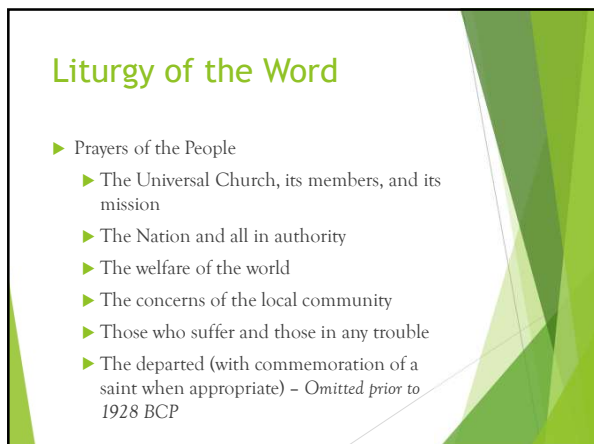 Liturgy of the Word
Prayers of the People
The Universal Church, its members, and its
mission
The Nation and all in authority
The welfare of the world
The concerns of the local community
Those who suffer and those in any trouble
The departed (with commemoration of a
saint when appropriate) – Omitted prior to
1928 BCP